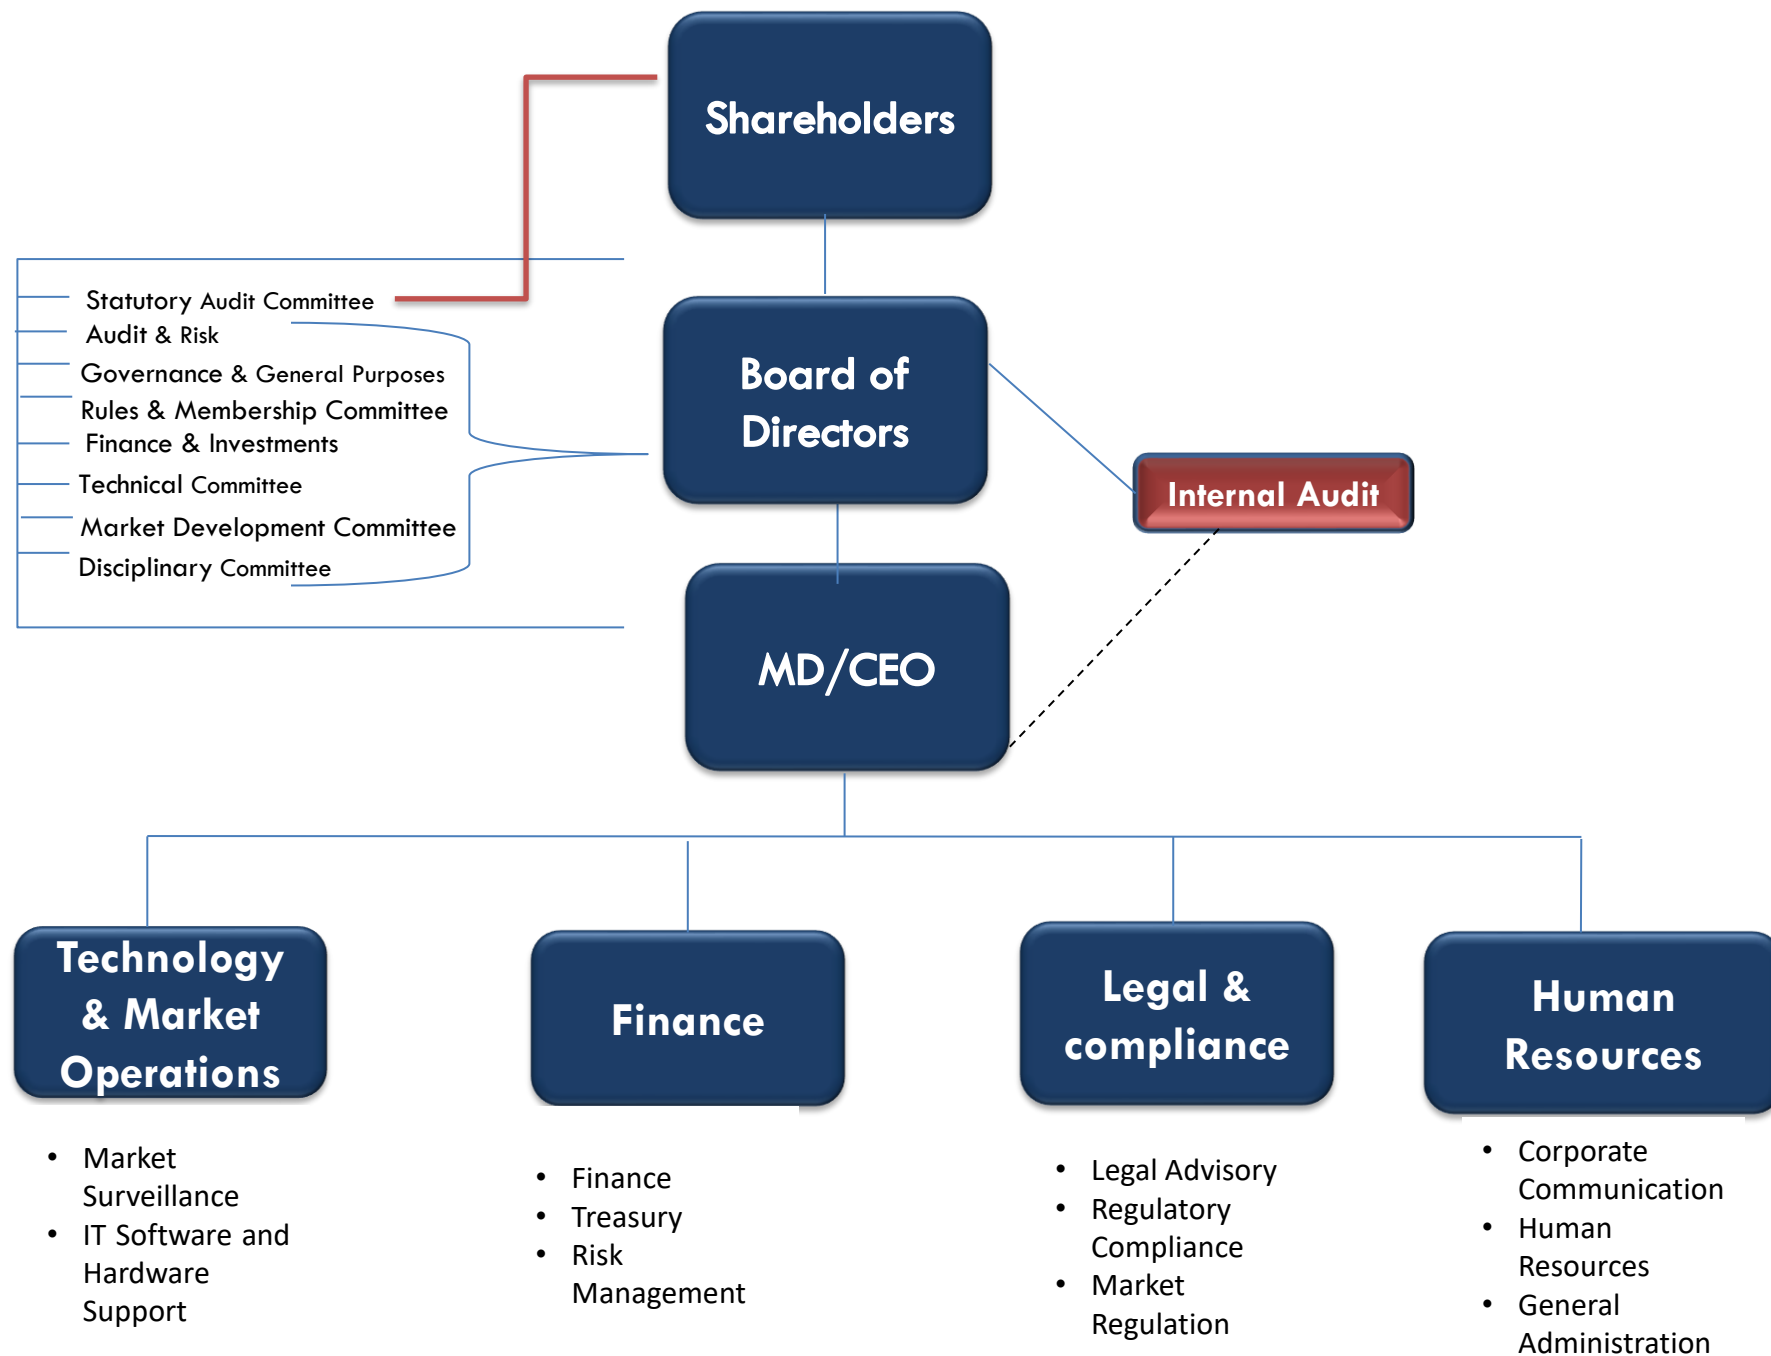 Shareholders
Statutory Audit Committee
Audit & Risk
Governance & General Purposes
Rules & Membership Committee
Finance & Investments
Technical Committee
Market Development Committee
Disciplinary Committee
Board of
Directors
Internal Audit
MD/CEO
Technology
& Market
Operations
• Market
Surveillance
• IT Software and
Hardware
Support
Finance
• Finance
• Treasury
• Risk
Management
Legal &
compliance
• Legal Advisory
• Regulatory
Compliance
• Market
Regulation
Human
Resources
• Corporate
Communication
• Human
Resources
• General
Administration